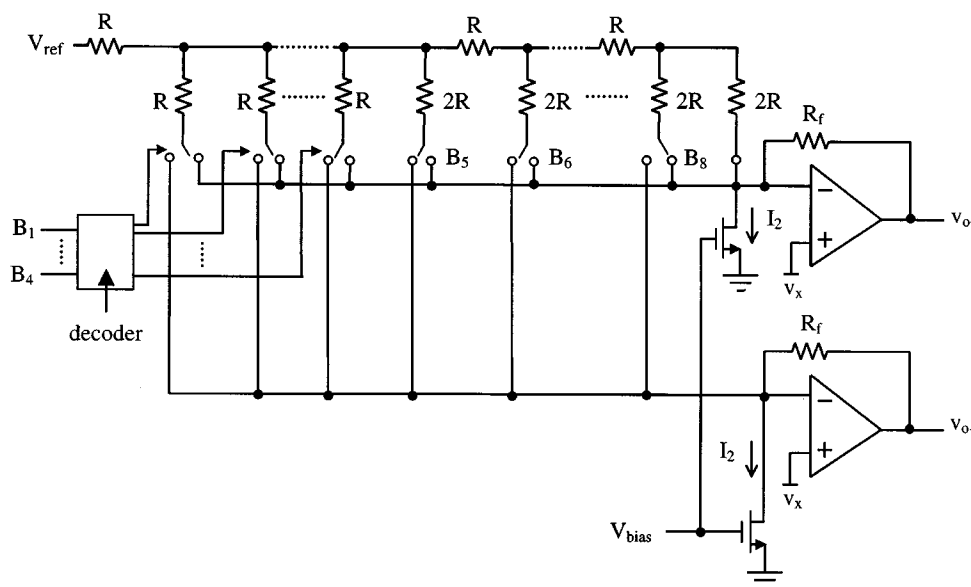 R
R
R
V_ref
R
R
R
2R
2R
2R
2R
R_f
B_5
B_6
B_8
B_1
B_4
I_2
v_o-
v_x
decoder
R_f
I_2
v_o-
v_x
V_bias